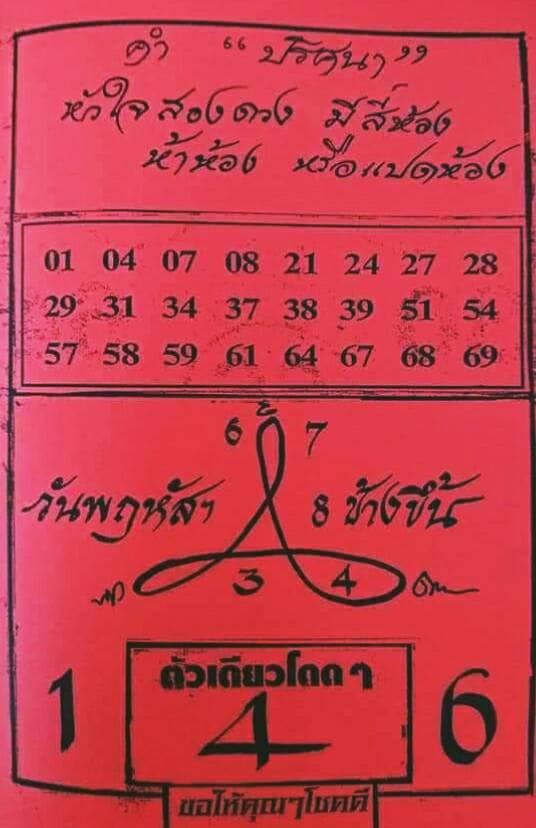 คำ “ปริศนา”
หัวใจสองดวง มีสี่ห้อง
ห้าห้อง หรือแปดห้อง
01 04 07 08 21 24 27 28
29 31 34 37 38 39 51 54
57 58 59 61 64 67 68 69
6 7
วันพฤหัสฯ 8 ข้างขึ้น
3 4
ตัวเดียวโดดๆ
1 4 6
ขอให้คุณๆโชคดี